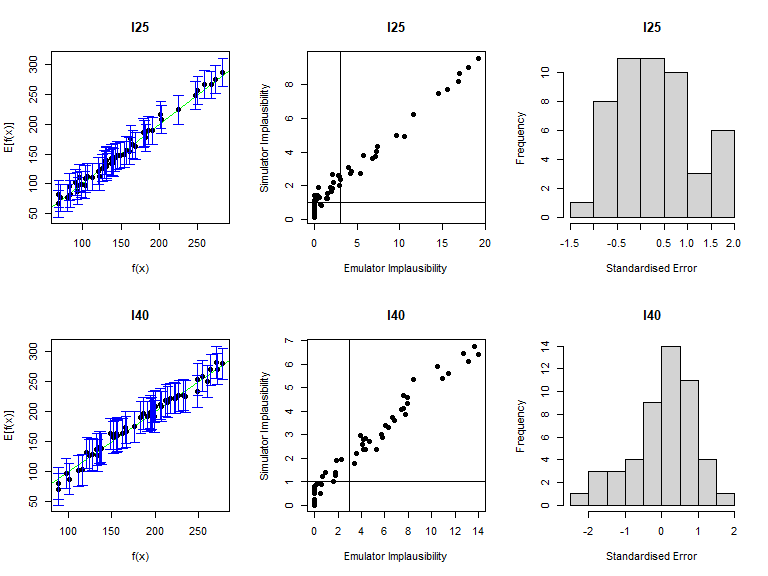 I25
E[f(x)]
300
250
200
150
100
50
100 150 200 250
f(x)
I25
Simulator Implausibility
8
6
4
2
0
0 5 10 15 20
Emulator Implausibility
I25
Frequency
10
8
6
4
2
0
-1.5 -0.5 0.5 1.0 1.5 2.0
Standardised Error
I40
E[f(x)]
300
250
200
150
100
50
100 150 200 250
f(x)
I40
Simulator Implausibility
7
6
5
4
3
2
1
0
0 2 4 6 8 10 12 14
Emulator Implausibility
I40
Frequency
14
12
10
8
6
4
2
0
-2 -1 0 1 2
Standardised Error